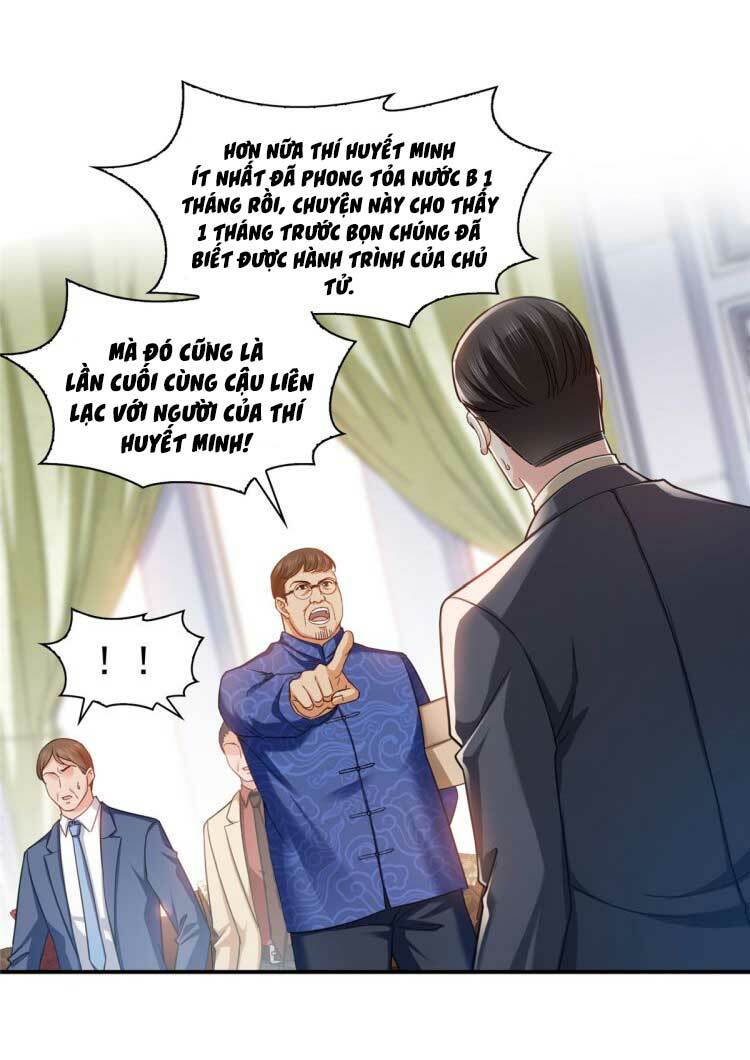 HƠN NỮA THÍ HUYẾT MINH
ÍT NHẤT ĐÃ PHONG TỎA NƯỚC B 1
THÁNG RỒI, CHUYỆN NÀY CHO THẤY
1 THÁNG TRƯỚC BỌN CHÚNG ĐÃ
BIẾT ĐƯỢC HÀNH TRÌNH CỦA CHỦ
TỬ.
MÀ ĐÓ CŨNG LÀ
LẦN CUỐI CÙNG CẬU LIÊN
LẠC VỚI NGƯỜI CỦA THÍ
HUYẾT MINH!
! !